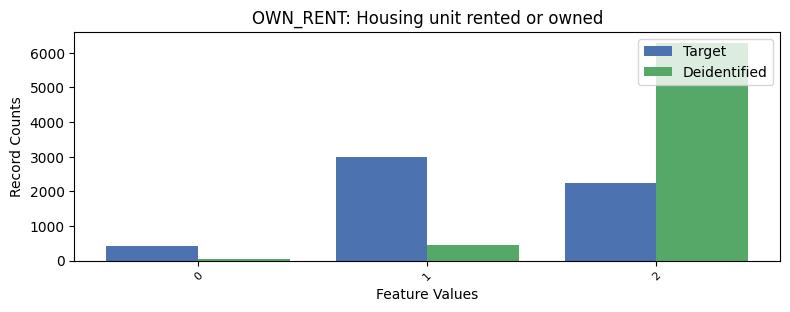 OWN_RENT: Housing unit rented or owned
Target
Deidentified
Record Counts
6000
5000
4000
3000
2000
1000
0
0
1
2
Feature Values